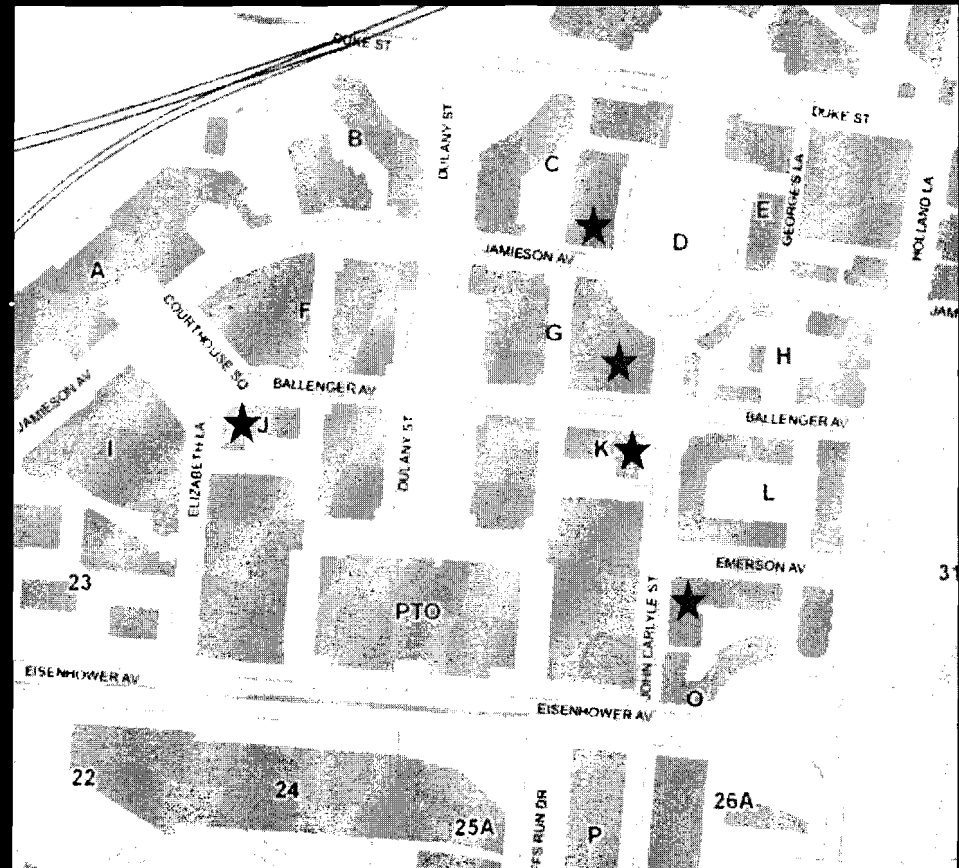 DUKE ST
DUKE ST
B
DULANY ST
C
E
GEORGES LA
HOLLAND LA
D
JAMIESON AV
A
F
COURTHOUSE SQ
G
H
JAMIESON AV
BALLENGER AV
BALLENGER AV
J
I
ELIZABETH LA
DULANY ST
K
L
EMERSON AV
23
PTO
JOHN CARLYLE ST
31
EISENHOWER AV
EISENHOWER AV
O
22
24
25A
26A
P